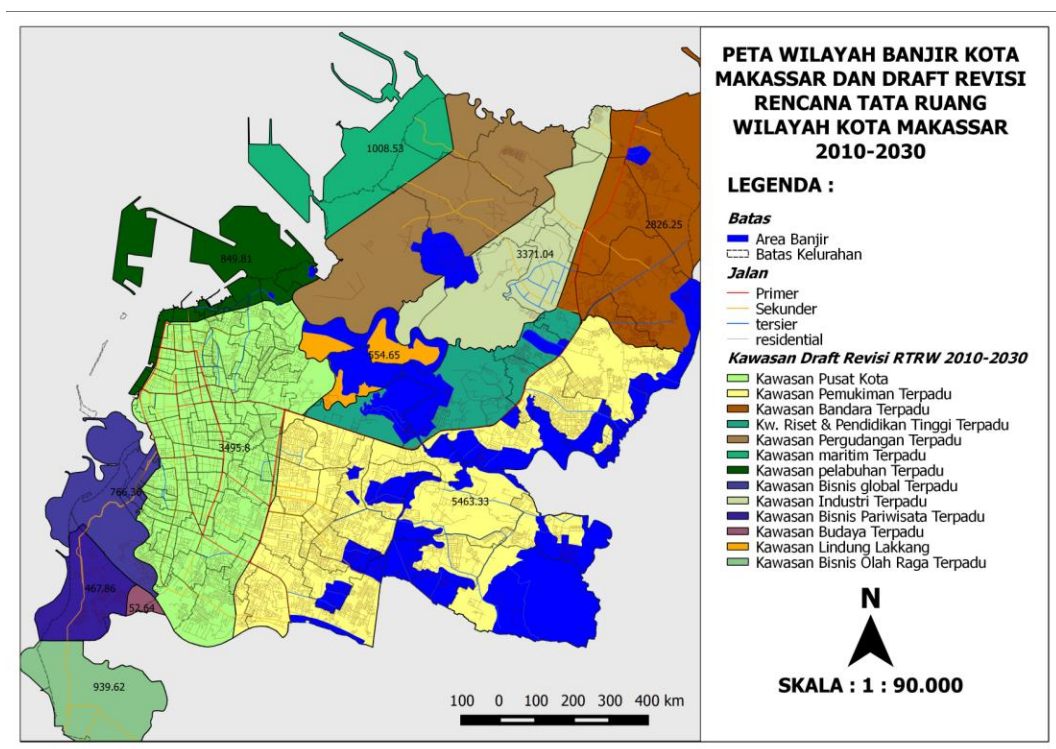 PETA WILAYAH BANJIR KOTA
MAKASSAR DAN DRAFT REVISI
RENCANA TATA RUANG
WILAYAH KOTA MAKASSAR
2010-2030
LEGENDA :
Batas
Area Banjir
Batas Kelurahan
Jalan
Primer
Sekunder
tersier
residential
Kawasan Draft Revisi RTRW 2010-2030
Kawasan Pusat Kota
Kawasan Pemukiman Terpadu
Kawasan Bandara Terpadu
Kw. Riset & Pendidikan Tinggi Terpadu
Kawasan Pergudangan Terpadu
Kawasan maritim Terpadu
Kawasan pelabuhan Terpadu
Kawasan Bisnis global Terpadu
Kawasan Industri Terpadu
Kawasan Bisnis Pariwisata Terpadu
Kawasan Budaya Terpadu
Kawasan Lindung Lakkang
Kawasan Bisnis Olah Raga Terpadu
N
SKALA : 1 : 90.000
1008.53
2826.25
3371.04
849.81
554.65
3495.8
5463.33
467.86
52.64
939.62
100 0 100 200 300 400 km